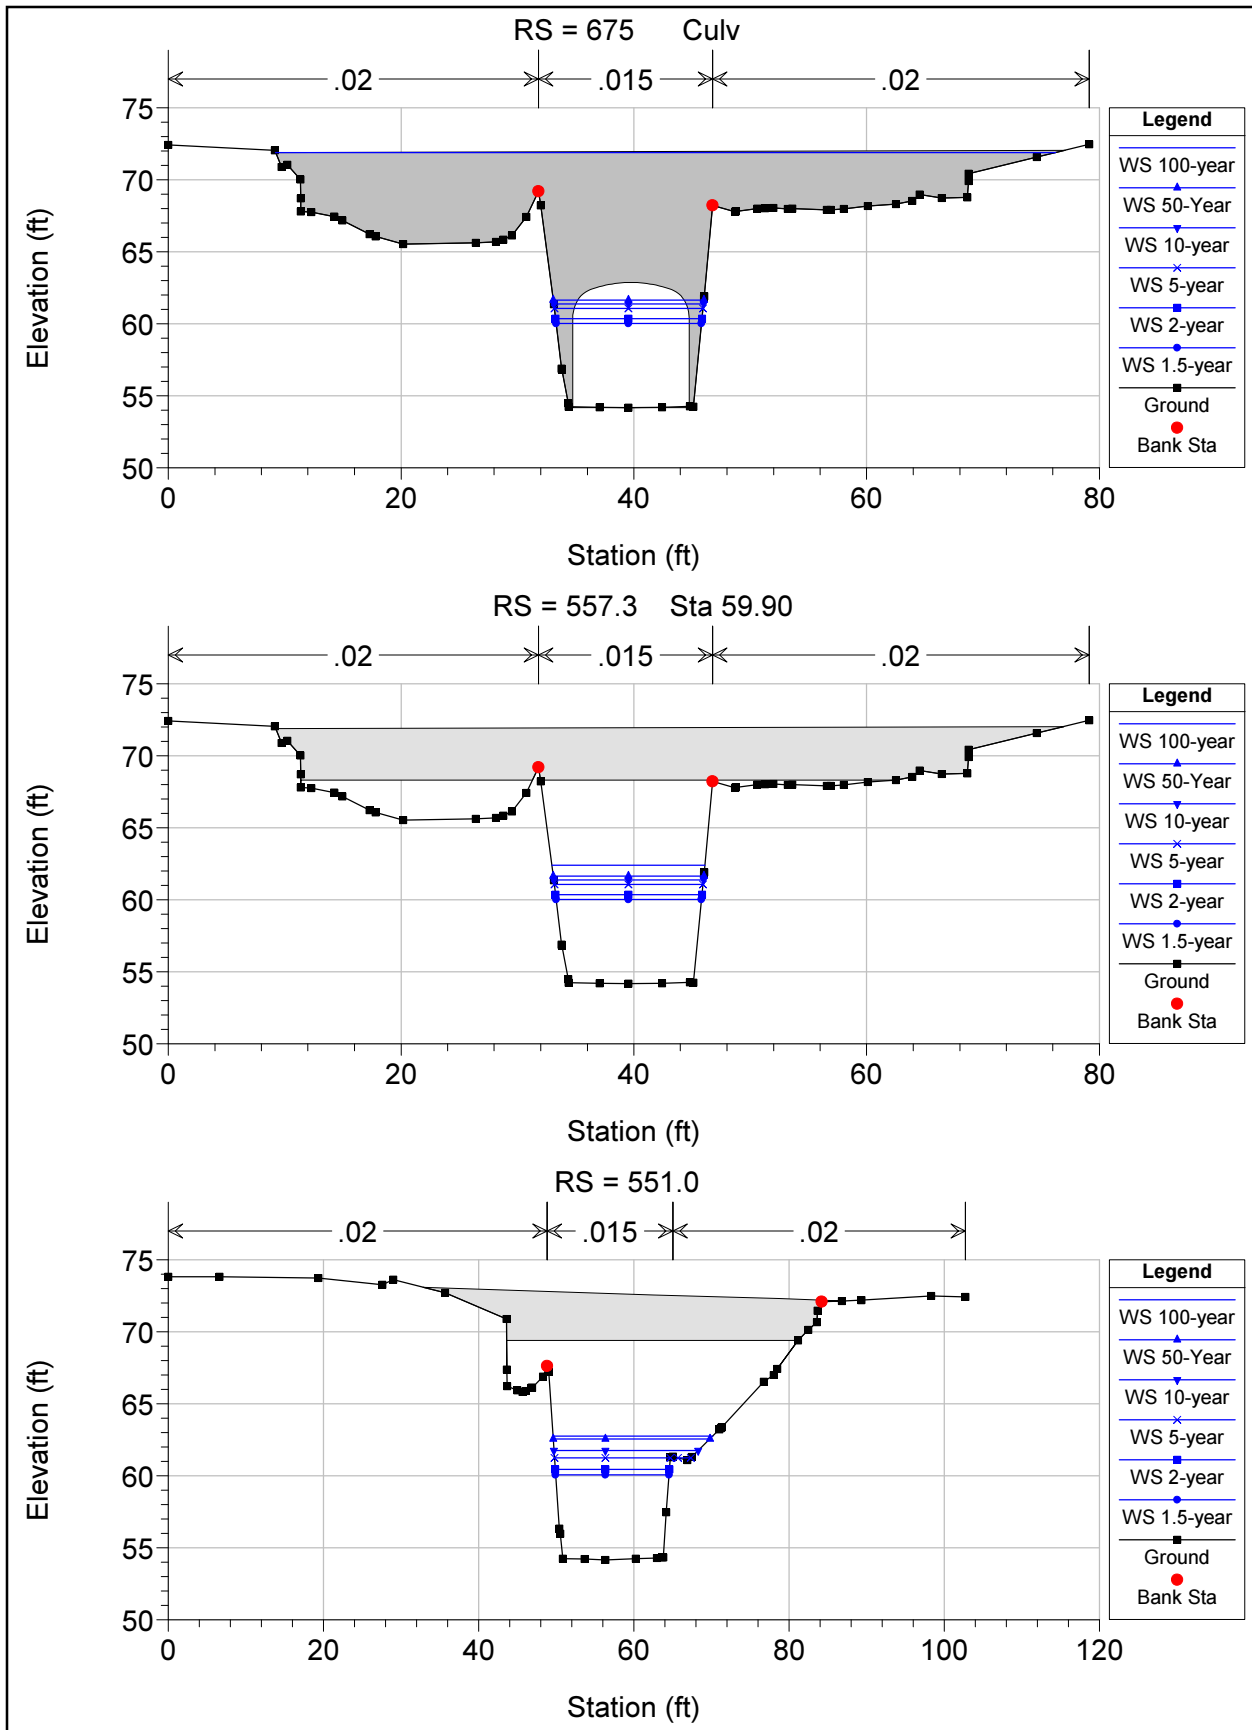 RS = 675 Culv
.02 .015 .02
75
70
65
60
55
50
0 20 40 60 80
Elevation (ft)
Station (ft)
Legend
WS 100-year
WS 50-Year
WS 10-year
WS 5-year
WS 2-year
WS 1.5-year
Ground
Bank Sta
RS = 557.3 Sta 59.90
.02 .015 .02
75
70
65
60
55
50
0 20 40 60 80
Elevation (ft)
Station (ft)
Legend
WS 100-year
WS 50-Year
WS 10-year
WS 5-year
WS 2-year
WS 1.5-year
Ground
Bank Sta
RS = 551.0
.02 .015 .02
75
70
65
60
55
50
0 20 40 60 80 100 120
Elevation (ft)
Station (ft)
Legend
WS 100-year
WS 50-Year
WS 10-year
WS 5-year
WS 2-year
WS 1.5-year
Ground
Bank Sta